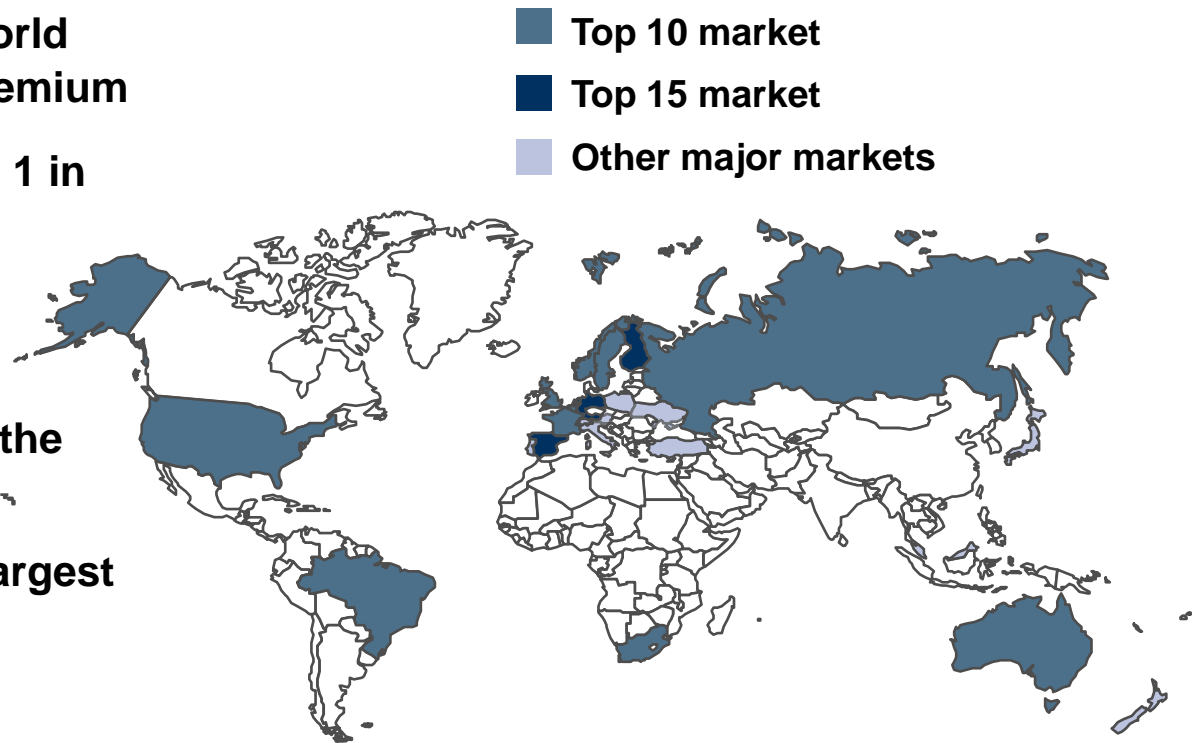 orld
emium
1 in
the
argest
Top 10 market
Top 15 market
Other major markets